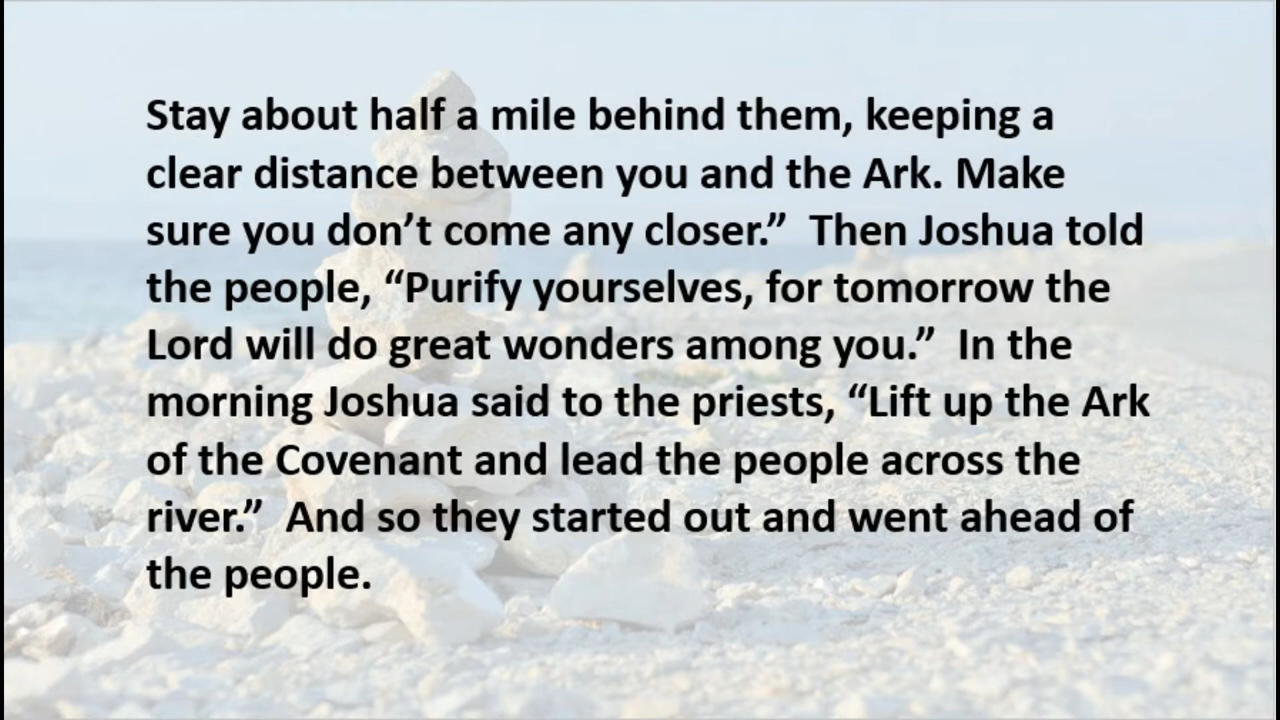 Stay about half a mile behind them, keeping a
clear distance between you and the Ark. Make
sure you don’t come any closer.”  Then Joshua told
the people, “Purify yourselves, for tomorrow the
Lord will do great wonders among you.”  In the
morning Joshua said to the priests, “Lift up the Ark
of the Covenant and lead the people across the
river.”  And so they started out and went ahead of
the people.